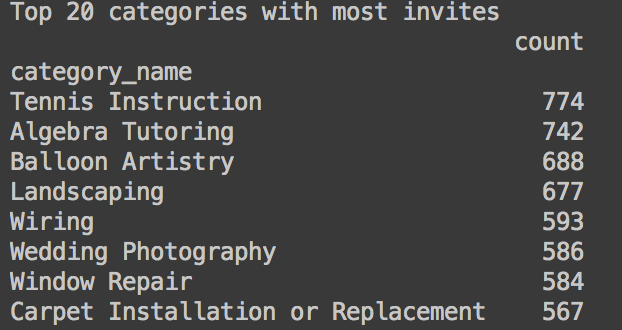 Top 20 categories with most invites
count
category_name
Tennis Instruction 774
Algebra Tutoring 742
Balloon Artistry 688
Landscaping 677
Wiring 593
Wedding Photography 586
Window Repair 584
Carpet Installation or Replacement 567